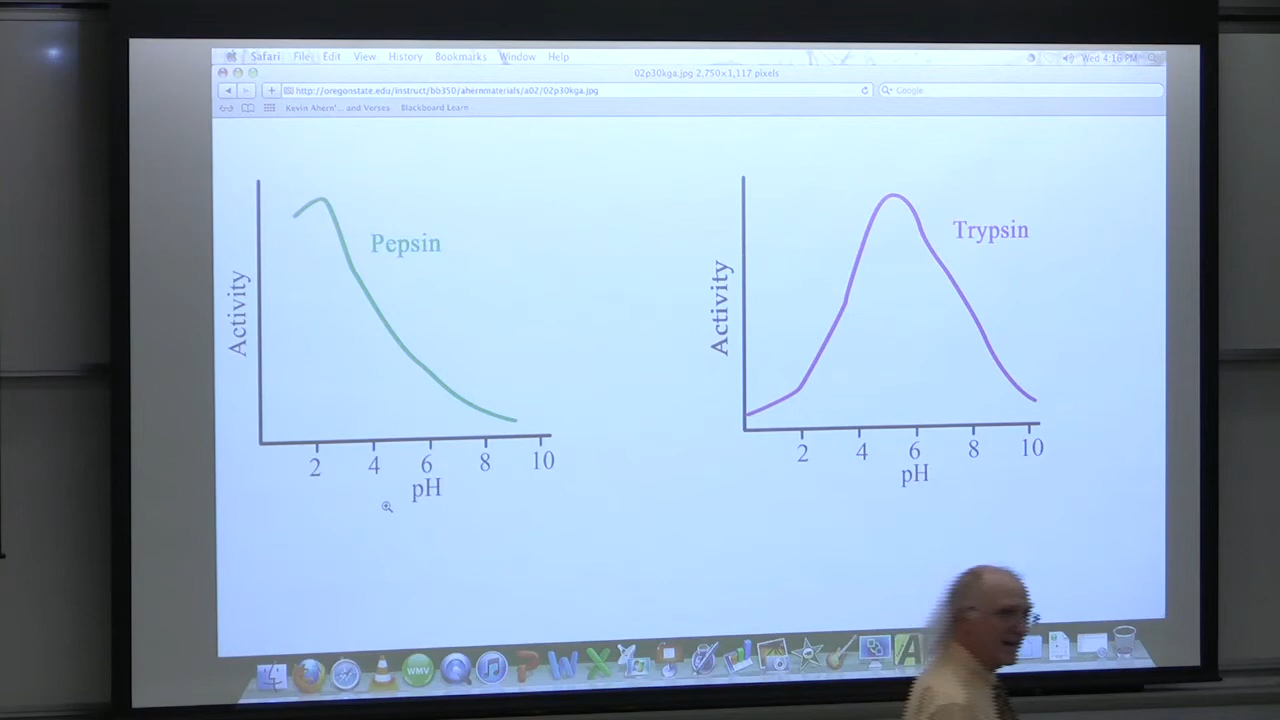 Safari File Edit View History Bookmarks Window Help
Wed 4:16 PM
02p30kga.jpg 2,750×1,117 pixels
http://oregonstate.edu/instruct/bb350/ahernmaterials/a02/02p30kga.jpg
Google
Kevin Ahern'... and Verses Blackboard Learn
Pepsin
Activity
2 4 6 8 10
pH
Trypsin
Activity
2 4 6 8 10
pH
WMV